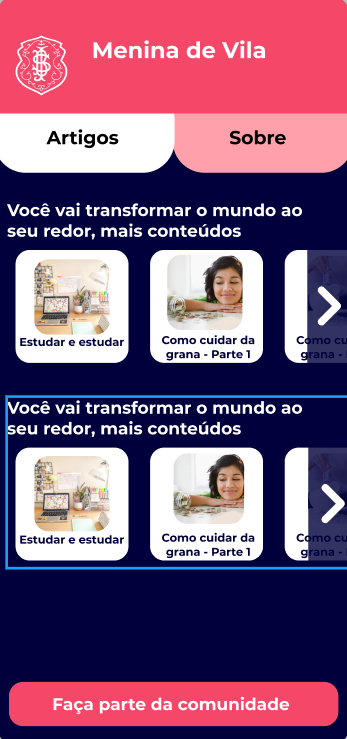 Menina de Vila
Artigos
Sobre
Você vai transformar o mundo ao
seu redor, mais conteúdos
Estudar e estudar
Como cuidar da
grana - Parte 1
Como cu
grana -
Você vai transformar o mundo ao
seu redor, mais conteúdos
Estudar e estudar
Como cuidar da
grana - Parte 1
Como cu
grana -
Faça parte da comunidade